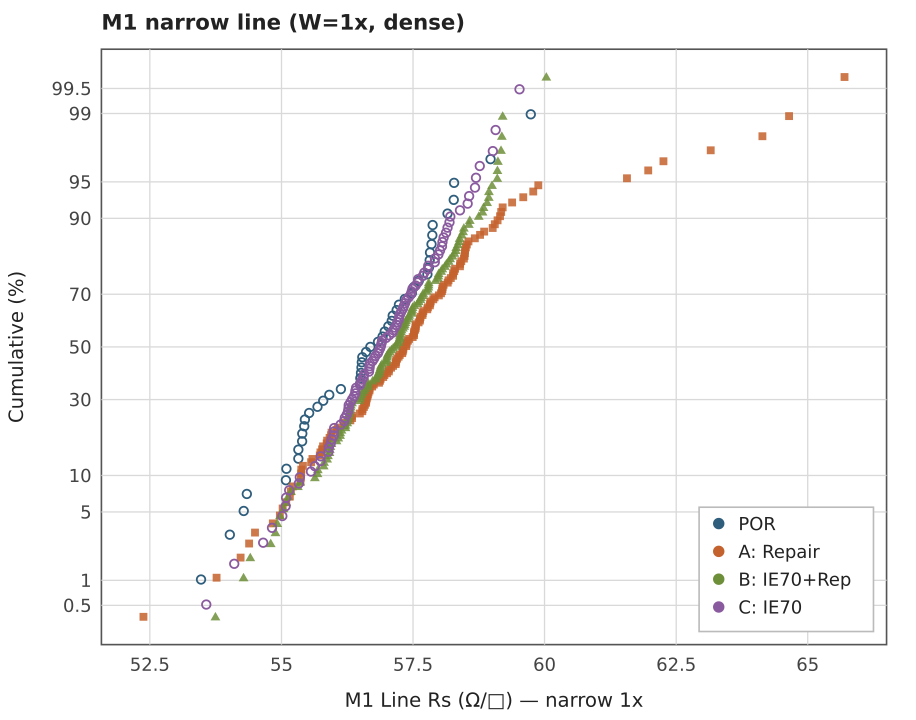 M1 narrow line (W=1x, dense)
99.5
99
95
90
70
50
30
10
5
1
0.5
Cumulative (%)
POR
A: Repair
B: IE70+Rep
C: IE70
52.5 55 57.5 60 62.5 65
M1 Line Rs (Ω/□) — narrow 1x